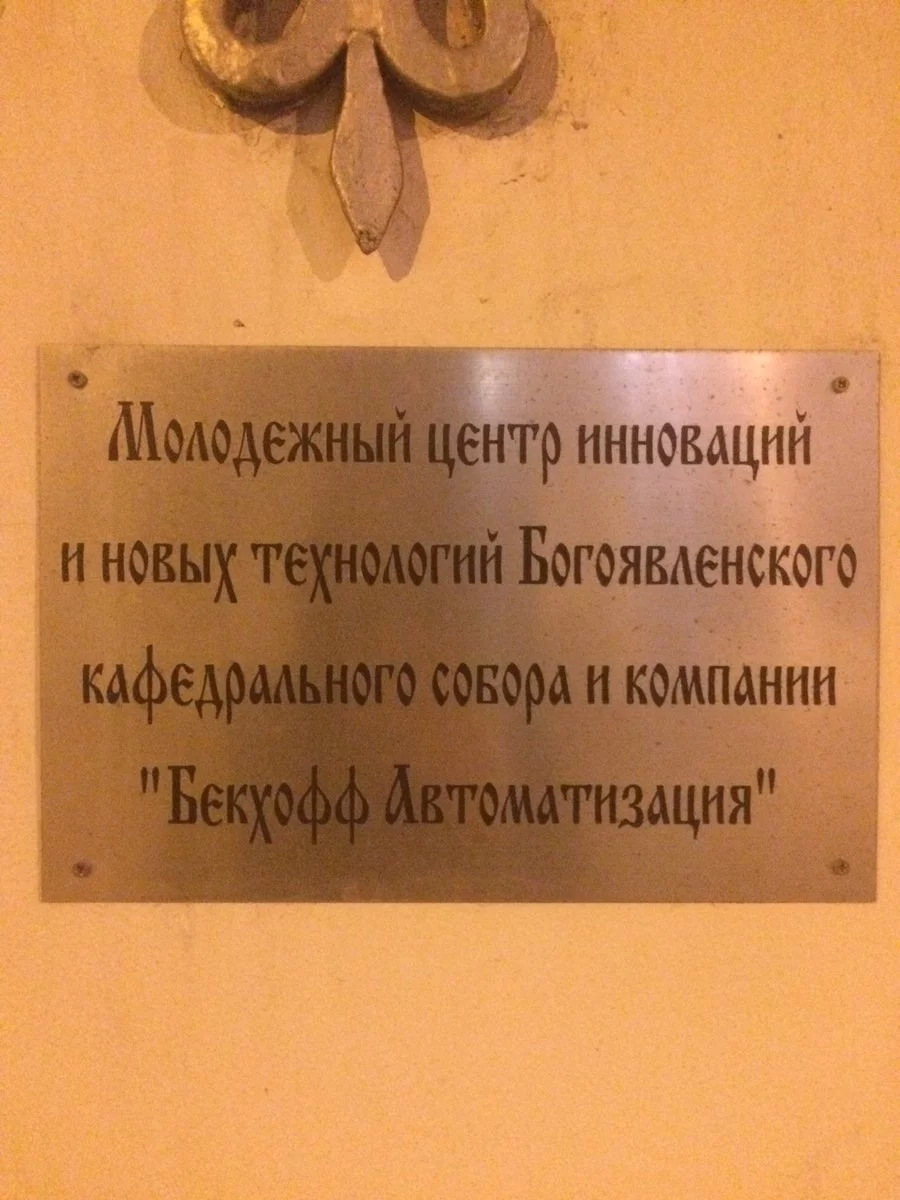 Молодежный центр инноваций
и новых технологий Богоявленского
кафедрального собора и компании
"Бекхофф Автоматизация"